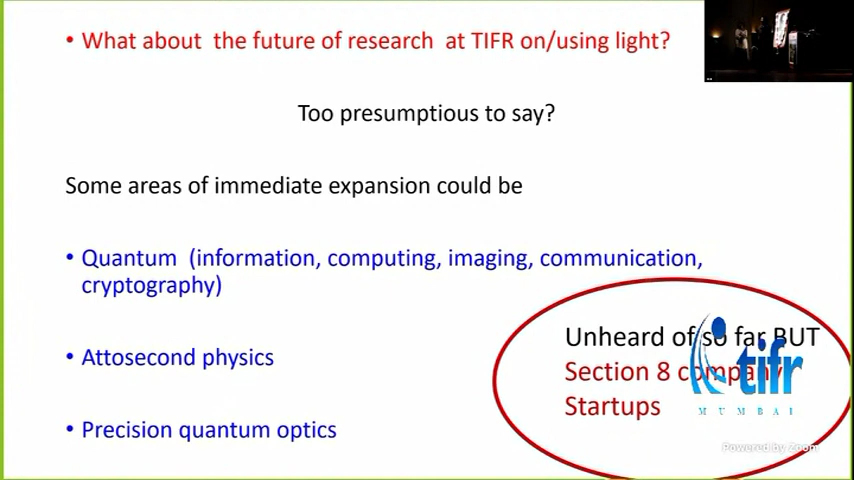 • What about the future of research at TIFR on/using light?
Too presumptious to say?
Some areas of immediate expansion could be
• Quantum (information, computing, imaging, communication,
cryptography)
• Attosecond physics
• Precision quantum optics
Unheard of so far BUT
Section 8 company
Startups
tifr
MUMBAI
Powered by Zoom